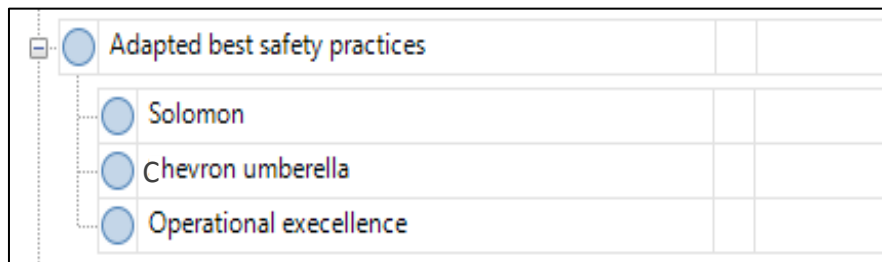 Adapted best safety practices
Solomon
Chevron umberella
Operational execellence